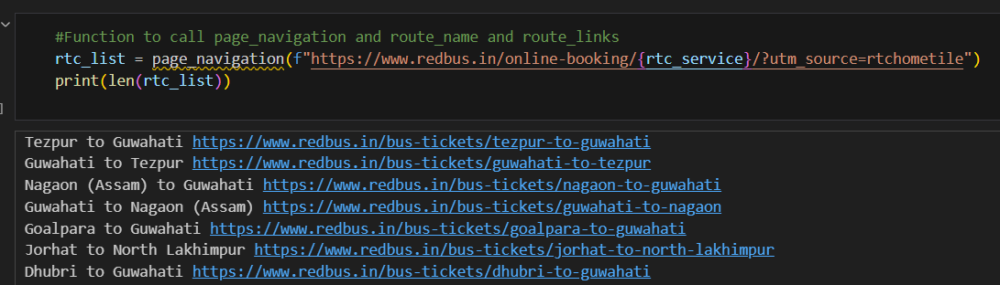 #Function to call page_navigation and route_name and route_links
rtc_list = page_navigation(f"https://www.redbus.in/online-booking/{rtc_service}/?utm_source=rtchometile")
print(len(rtc_list))
]
Tezpur to Guwahati https://www.redbus.in/bus-tickets/tezpur-to-guwahati
Guwahati to Tezpur https://www.redbus.in/bus-tickets/guwahati-to-tezpur
Nagaon (Assam) to Guwahati https://www.redbus.in/bus-tickets/nagaon-to-guwahati
Guwahati to Nagaon (Assam) https://www.redbus.in/bus-tickets/guwahati-to-nagaon
Goalpara to Guwahati https://www.redbus.in/bus-tickets/goalpara-to-guwahati
Jorhat to North Lakhimpur https://www.redbus.in/bus-tickets/jorhat-to-north-lakhimpur
Dhubri to Guwahati https://www.redbus.in/bus-tickets/dhubri-to-guwahati